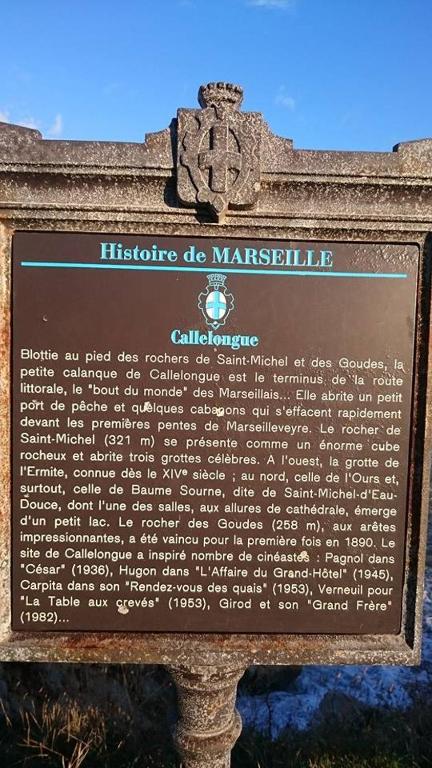 Histoire de MARSEILLE
Callelongue
Blottie au pied des rochers de Saint-Michel et des Goudes, la
petite calanque de Callelongue est le terminus de la route
littorale, le "bout du monde" des Marseillais... Elle abrite un petit
port de pêche et quelques cabanons qui s'effacent rapidement
devant les premières pentes de Marseilleveyre. Le rocher de
Saint-Michel (321 m) se présente comme un énorme cube
rocheux et abrite trois grottes célèbres. A l'ouest, la grotte de
l'Ermite, connue dès le XIVe siècle ; au nord, celle de l'Ours et,
surtout, celle de Baume Sourne, dite de Saint-Michel-d'Eau-
Douce, dont l'une des salles, aux allures de cathédrale, émerge
d'un petit lac. Le rocher des Goudes (258 m), aux arêtes
impressionnantes, a été vaincu pour la première fois en 1890. Le
site de Callelongue a inspiré nombre de cinéastes : Pagnol dans
"César" (1936), Hugon dans "L'Affaire du Grand-Hôtel" (1945),
Carpita dans son "Rendez-vous des quais" (1953), Verneuil pour
"La Table aux crevés" (1953), Girod et son "Grand Frère"
(1982)...